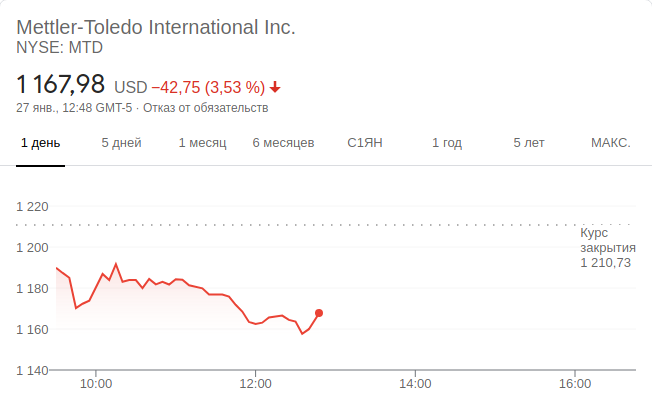 Mettler-Toledo International Inc.
NYSE: MTD
1 167,98 USD −42,75 (3,53 %)
27 янв., 12:48 GMT-5 · Отказ от обязательств
1 день 5 дней 1 месяц 6 месяцев С1ЯН 1 год 5 лет МАКС.
1 220
Курс
1 200 закрытия
1 210,73
1 180
1 160
1 140
10:00 12:00 14:00 16:00